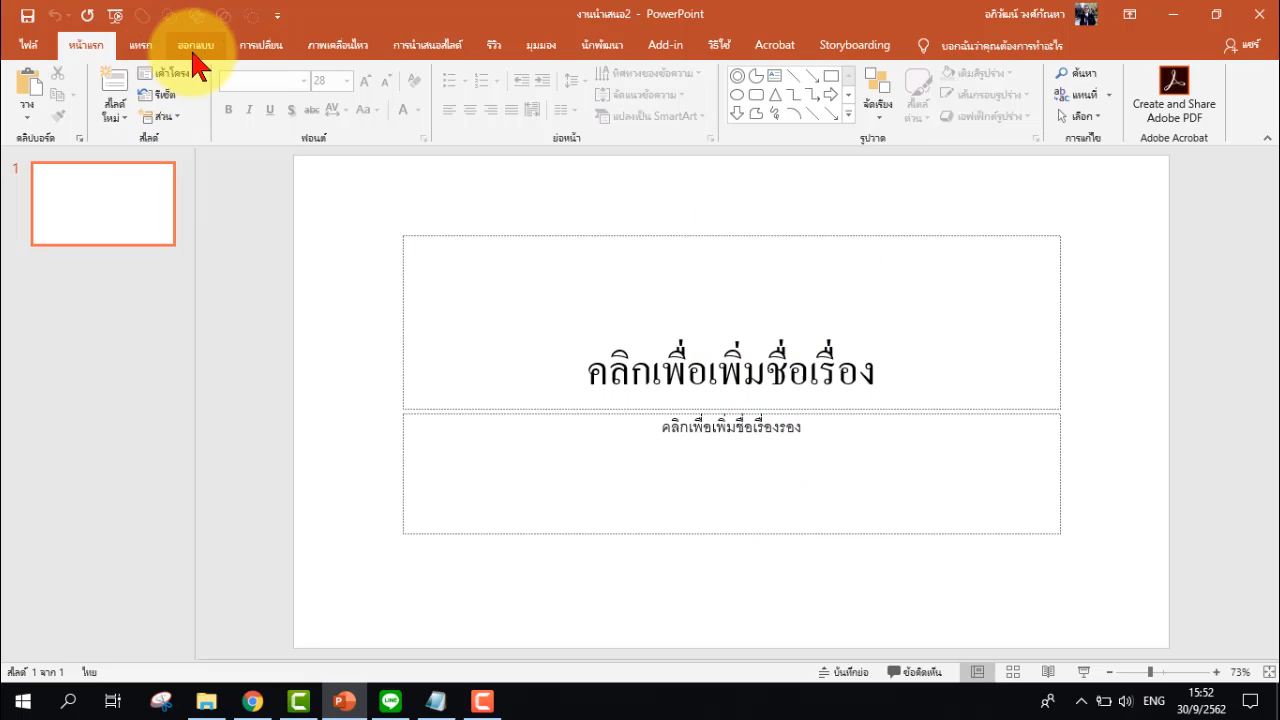 งานนำเสนอ2 - PowerPoint
อภิวัฒน์ วงศ์กัณหา
ไฟล์ หน้าแรก แทรก ออกแบบ การเปลี่ยน ภาพเคลื่อนไหว การนำเสนอสไลด์ รีวิว มุมมอง นักพัฒนา Add-in วิธีใช้ Acrobat Storyboarding บอกฉันว่าคุณต้องการทำอะไร แชร์
วาง
สไลด์
ใหม่
เค้าโครง
รีเซ็ต
ส่วน
28
B I U S abc AV Aa A
ทิศทางของข้อความ
จัดแนวข้อความ
แปลงเป็น SmartArt
จัดเรียง
สไตล์
ด่วน
เติมสีรูปร่าง
เส้นกรอบรูปร่าง
เอฟเฟ็กต์รูปร่าง
ค้นหา
แทนที่
เลือก
Create and Share
Adobe PDF
คลิปบอร์ด สไลด์ ฟอนต์ ย่อหน้า รูปวาด การแก้ไข Adobe Acrobat
1
คลิกเพื่อเพิ่มชื่อเรื่อง
คลิกเพื่อเพิ่มชื่อเรื่องรอง
สไลด์ 1 จาก 1 ไทย บันทึกย่อ ข้อคิดเห็น 73%
ENG
15:52
30/9/2562